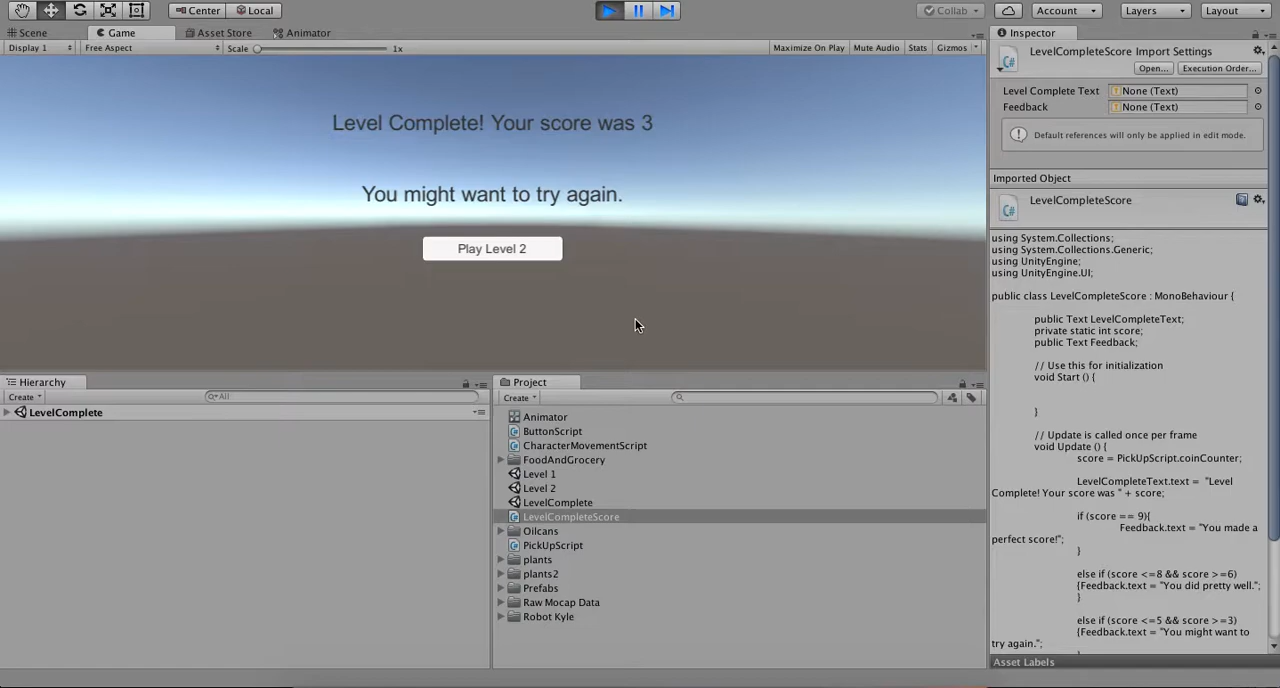 Center Local Collab Account Layers Layout
Scene Game Asset Store Animator Inspector
Display 1 Free Aspect Scale 1x Maximize On Play Mute Audio Stats Gizmos
LevelCompleteScore Import Settings
Open... Execution Order...
Level Complete Text None (Text)
Feedback None (Text)
Default references will only be applied in edit mode.
Imported Object
LevelCompleteScore
Level Complete! Your score was 3
You might want to try again.
Play Level 2
using System.Collections;
using System.Collections.Generic;
using UnityEngine;
using UnityEngine.UI;
public class LevelCompleteScore : MonoBehaviour {
public Text LevelCompleteText;
private static int score;
public Text Feedback;
// Use this for initialization
void Start () {
}
// Update is called once per frame
void Update () {
score = PickUpScript.coinCounter;
LevelCompleteText.text = "Level
Complete! Your score was " + score;
if (score == 9){
Feedback.text = "You made a
perfect score!";
}
else if (score <=8 && score >=6)
{Feedback.text = "You did pretty well.";
}
else if (score <=5 && score >=3)
{Feedback.text = "You might want to
try again.";
Asset Labels
Hierarchy
Create All
LevelComplete
Project
Create
Animator
ButtonScript
CharacterMovementScript
FoodAndGrocery
Level 1
Level 2
LevelComplete
LevelCompleteScore
Oilcans
PickUpScript
plants
plants2
Prefabs
Raw Mocap Data
Robot Kyle